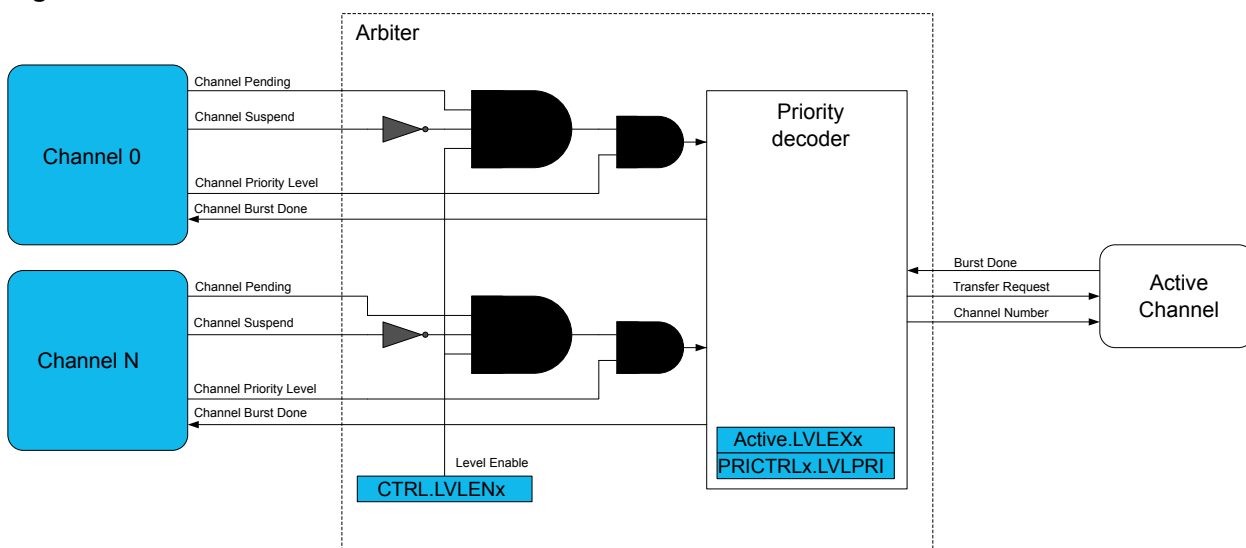 Arbiter
Channel Pending
Channel Suspend
Channel 0
Channel Priority Level
Channel Burst Done
Priority
decoder
Channel Pending
Channel Suspend
Channel N
Channel Priority Level
Channel Burst Done
Burst Done
Transfer Request
Channel Number
Active
Channel
Level Enable
CTRL.LVLENx
Active.LVLEXx
PRICTRLx.LVLPRI